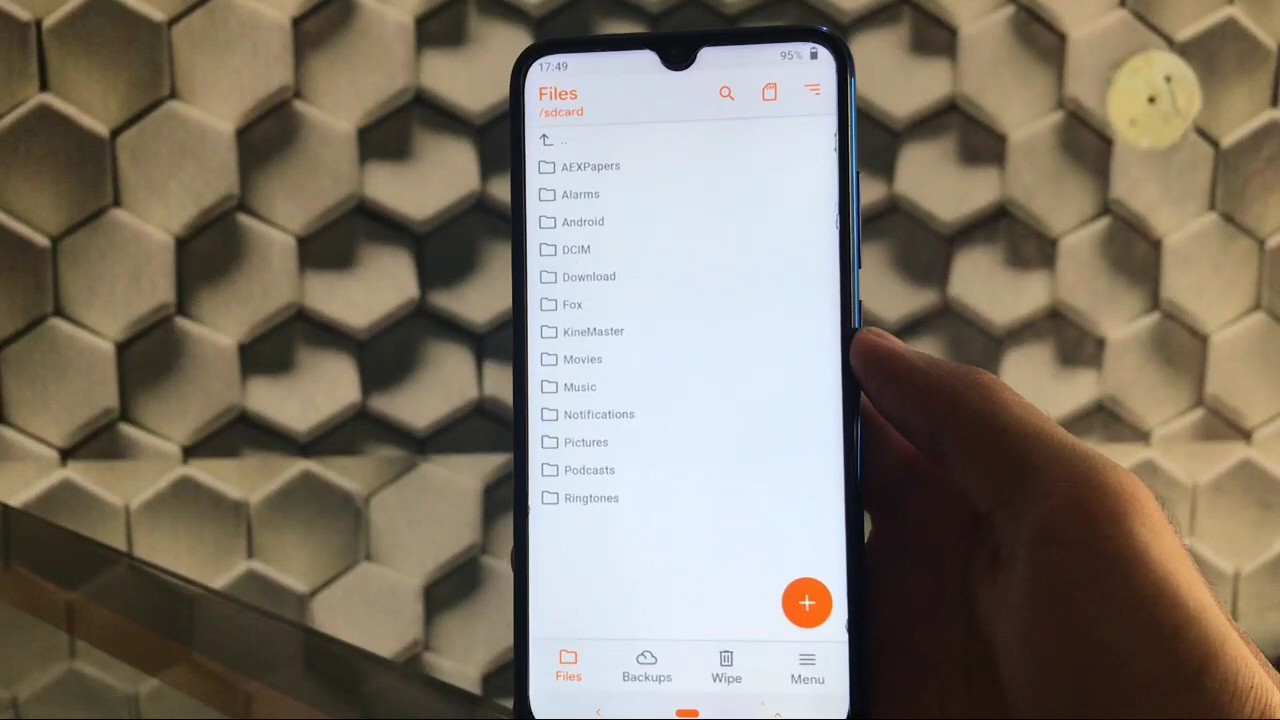 17:49
95%
Files
/sdcard
..
AEXPapers
Alarms
Android
DCIM
Download
Fox
KineMaster
Movies
Music
Notifications
Pictures
Podcasts
Ringtones
Files Backups Wipe Menu